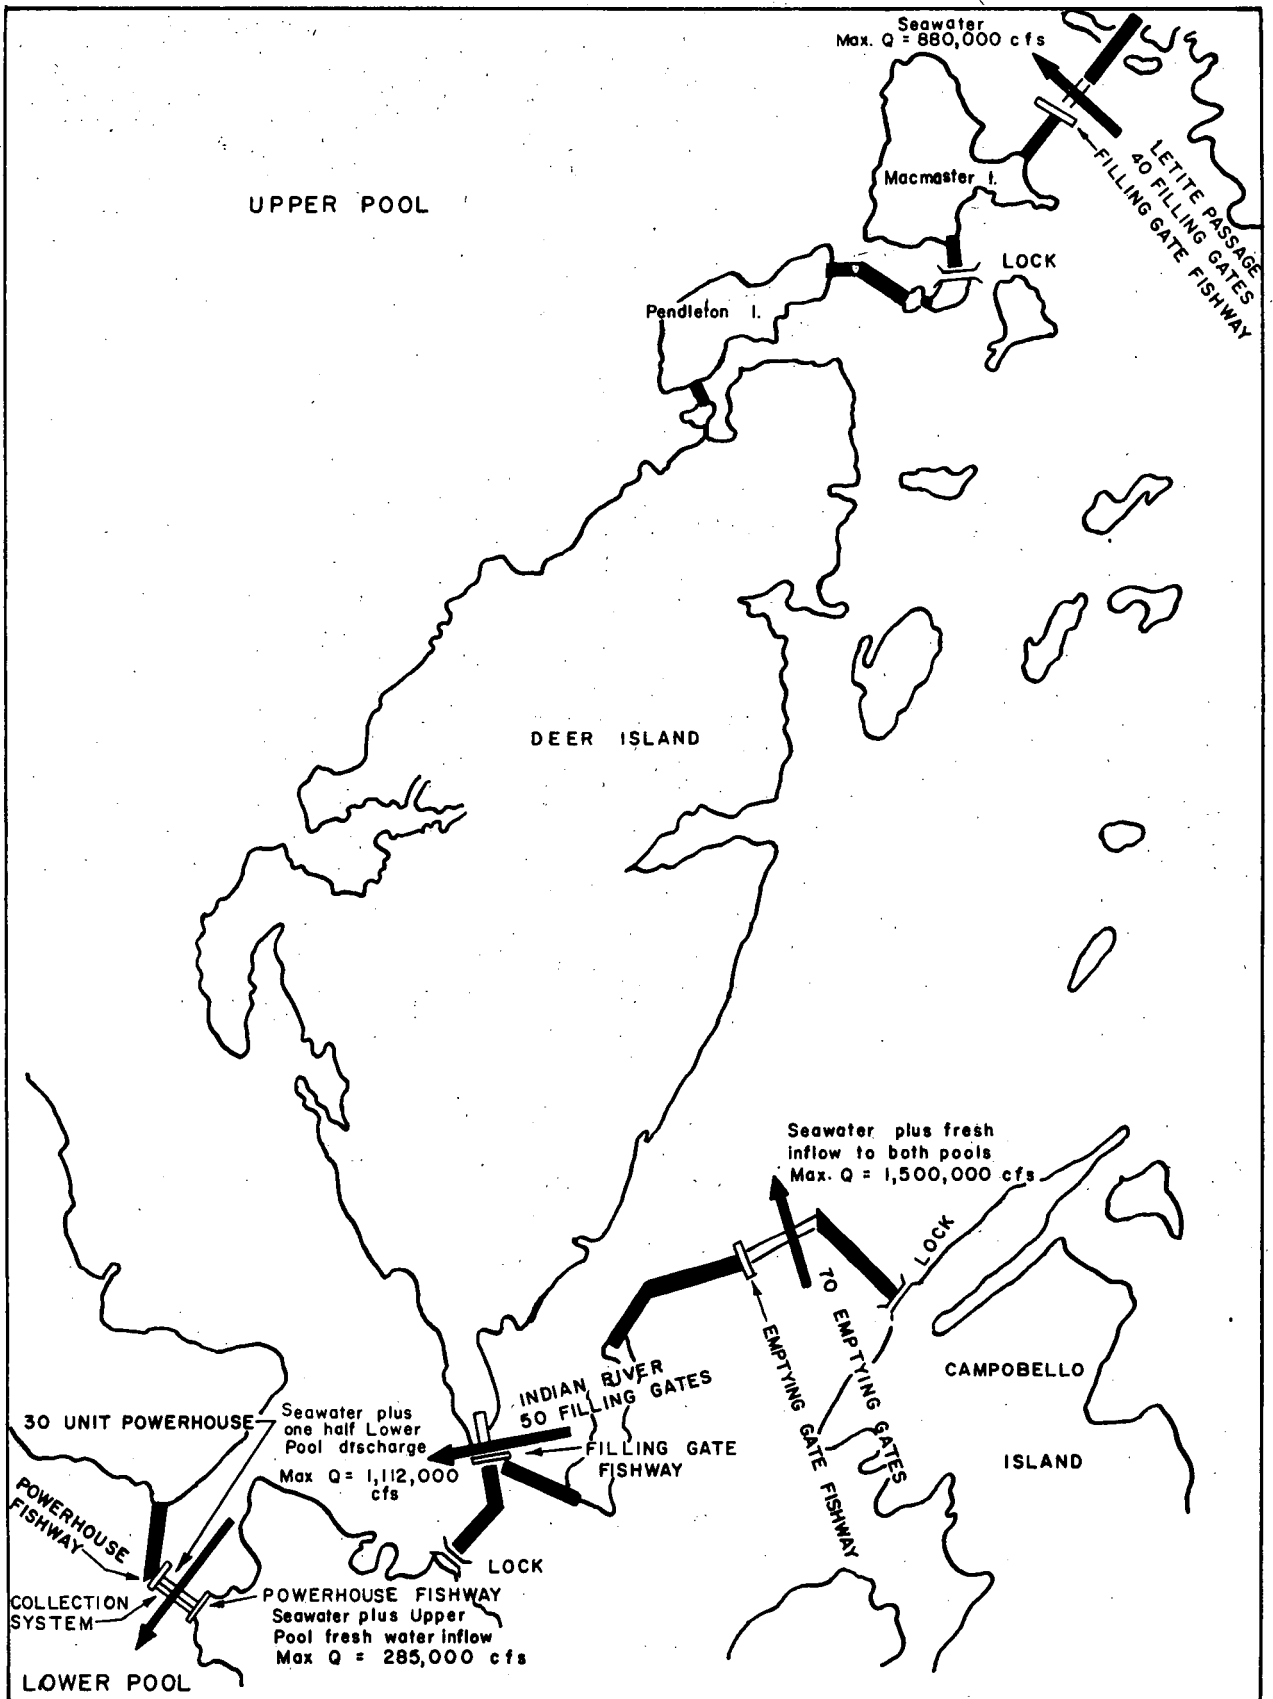 Seawater
Max. Q = 880,000 cfs
LETITE PASSAGE
40 FILLING GATES
FILLING GATE FISHWAY
UPPER POOL
Macmaster I.
LOCK
Pendleton I.
DEER ISLAND
Seawater plus fresh
inflow to both pools
Max. Q = 1,500,000 cfs
LOCK
70 EMPTYING GATES
EMPTYING GATE FISHWAY
CAMPOBELLO
ISLAND
INDIAN RIVER
50 FILLING GATES
FILLING GATE
FISHWAY
30 UNIT POWERHOUSE
Seawater plus
one half Lower
Pool discharge
Max Q = 1,112,000
cfs
POWERHOUSE
FISHWAY
LOCK
COLLECTION
SYSTEM
POWERHOUSE FISHWAY
Seawater plus Upper
Pool fresh water inflow
Max Q = 285,000 cfs
LOWER POOL